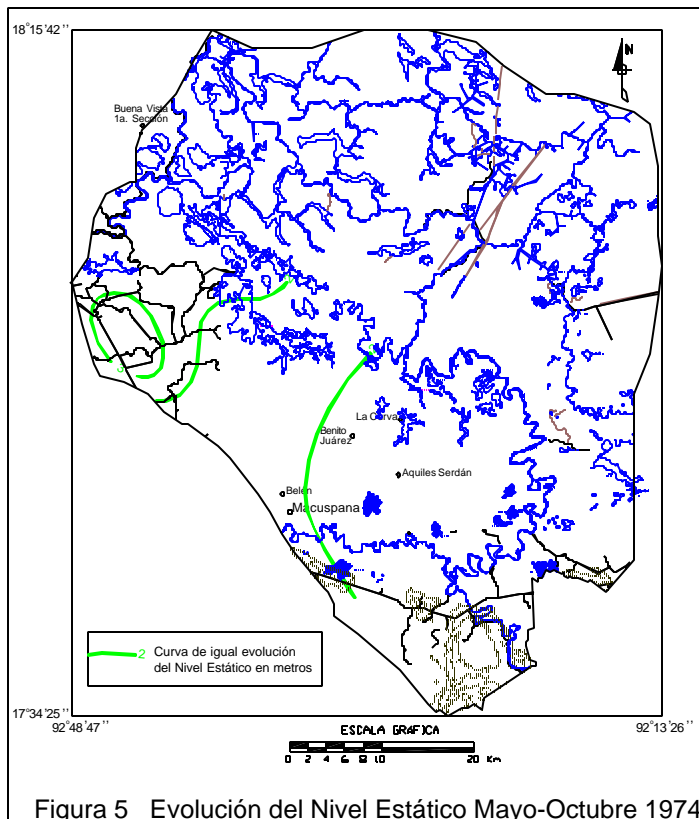 18°15'42''
N
Buena Vista
1a. Sección
La Curva
Benito
Juárez
Aquiles Serdán
Belén
Macuspana
2 Curva de igual evolución
del Nivel Estático en metros
17°34'25''
92°48'47''
92°13'26''
ESCALA GRAFICA
0 2 4 6 8 10 20 Km
Figura 5 Evolución del Nivel Estático Mayo-Octubre 1974